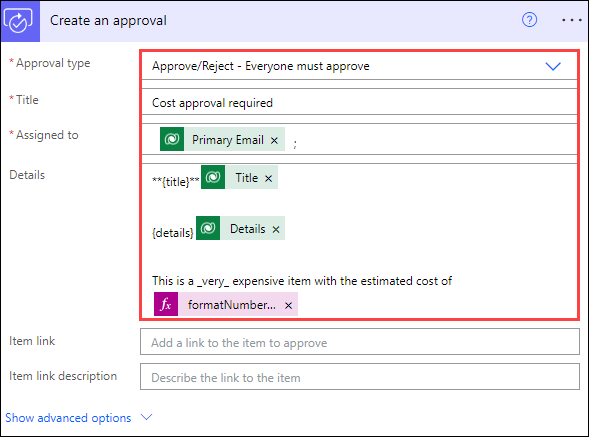 Create an approval
* Approval type
Approve/Reject - Everyone must approve
* Title
Cost approval required
* Assigned to
Primary Email × ;
Details
**{title}** Title ×
{details} Details ×
This is a _very_ expensive item with the estimated cost of
fx formatNumber... ×
Item link
Add a link to the item to approve
Item link description
Describe the link to the item
Show advanced options